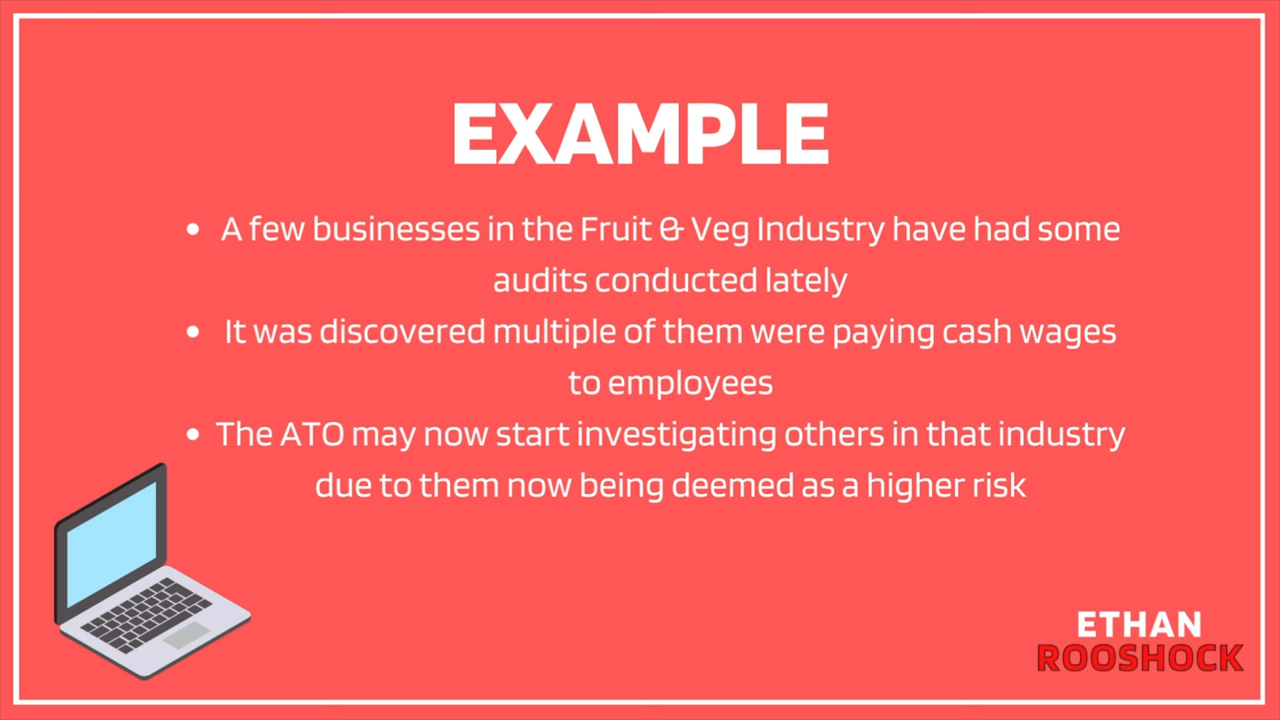 EXAMPLE
• A few businesses in the Fruit & Veg Industry have had some
audits conducted lately
• It was discovered multiple of them were paying cash wages
to employees
• The ATO may now start investigating others in that industry
due to them now being deemed as a higher risk
ETHAN
ROOSHOCK